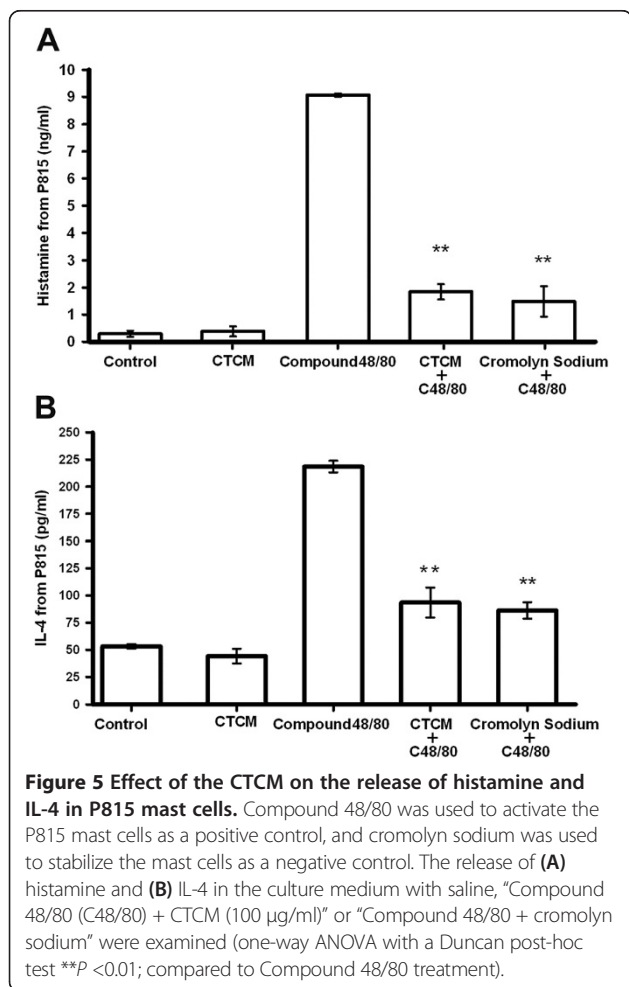 A
Histamine from P815 (ng/ml)
10
9
8
7
6
5
4
3
2
1
0
**
**
Control
CTCM
Compound48/80
CTCM
+
C48/80
Cromolyn Sodium
+
C48/80
B
IL-4 from P815 (pg/ml)
250
225
200
175
150
125
100
75
50
25
0
**
**
Control
CTCM
Compound48/80
CTCM
+
C48/80
Cromolyn Sodium
+
C48/80
Figure 5 Effect of the CTCM on the release of histamine and
IL-4 in P815 mast cells. Compound 48/80 was used to activate the
P815 mast cells as a positive control, and cromolyn sodium was used
to stabilize the mast cells as a negative control. The release of (A)
histamine and (B) IL-4 in the culture medium with saline, "Compound
48/80 (C48/80) + CTCM (100 μg/ml)" or "Compound 48/80 + cromolyn
sodium" were examined (one-way ANOVA with a Duncan post-hoc
test **P <0.01; compared to Compound 48/80 treatment).